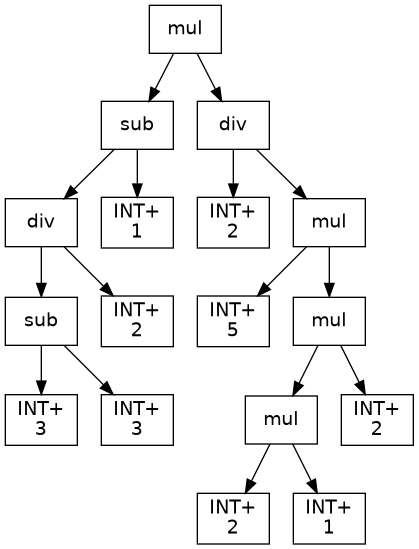 mul
sub
div
div
INT+
1
INT+
2
mul
sub
INT+
2
INT+
5
mul
INT+
3
INT+
3
mul
INT+
2
INT+
2
INT+
1